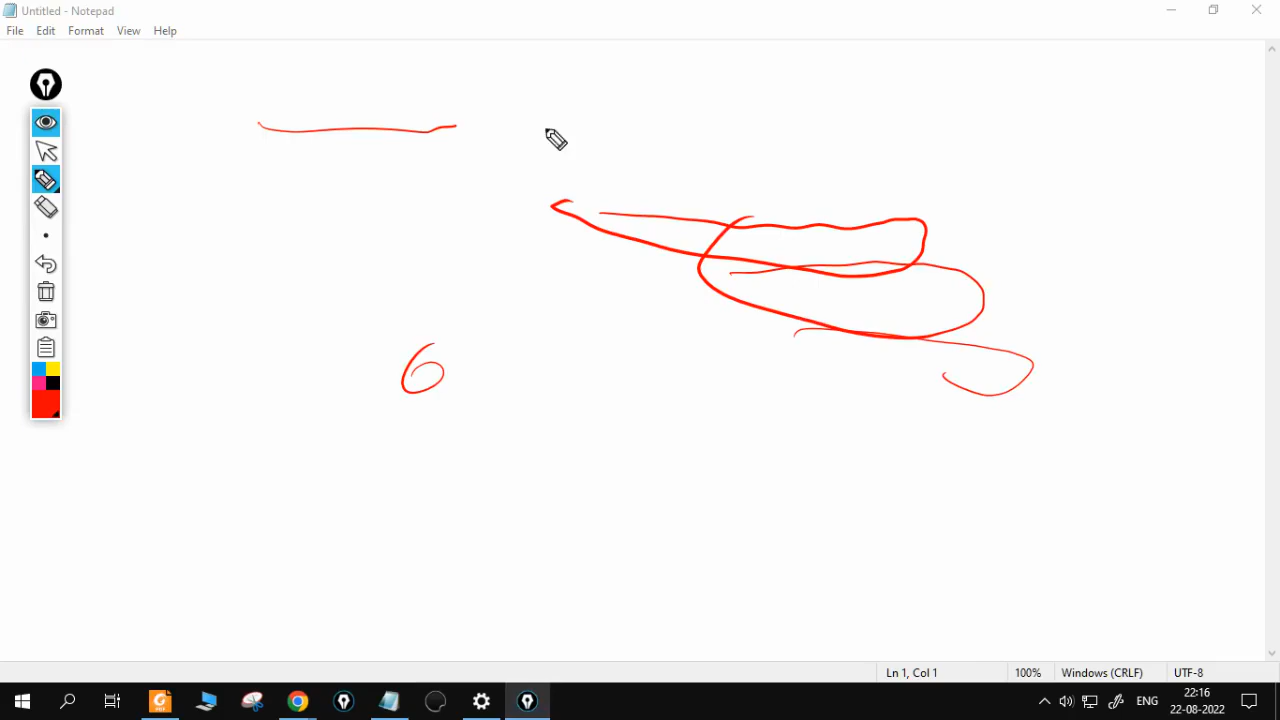 Untitled - Notepad
File Edit Format View Help
6
Ln 1, Col 1 100% Windows (CRLF) UTF-8
ENG 22:16
22-08-2022